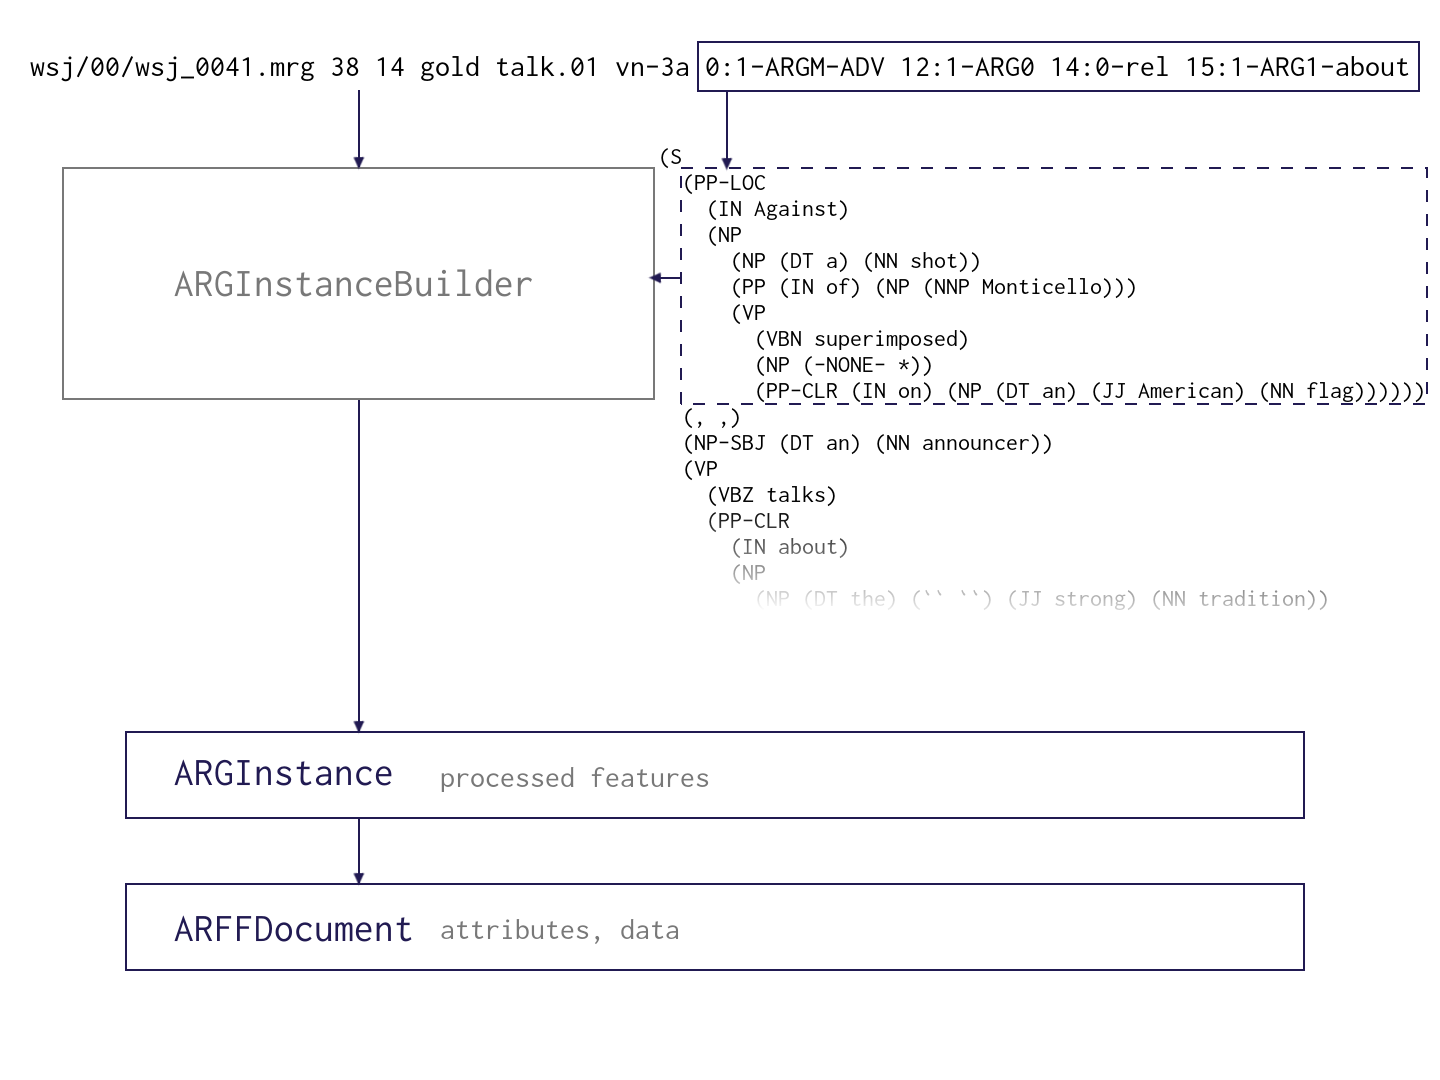 wsj/00/wsj_0041.mrg 38 14 gold talk.01 vn-3a 0:1-ARGM-ADV 12:1-ARG0 14:0-rel 15:1-ARG1-about
(S
(PP-LOC
(IN Against)
(NP
(NP (DT a) (NN shot))
(PP (IN of) (NP (NNP Monticello)))
(VP
(VBN superimposed)
(NP (-NONE- *))
(PP-CLR (IN on) (NP (DT an) (JJ American) (NN flag))))))
(, ,)
(NP-SBJ (DT an) (NN announcer))
(VP
(VBZ talks)
(PP-CLR
(IN about)
(NP
(NP (DT the) (`` ``) (JJ strong) (NN tradition))
ARGInstanceBuilder
ARGInstance processed features
ARFFDocument attributes, data